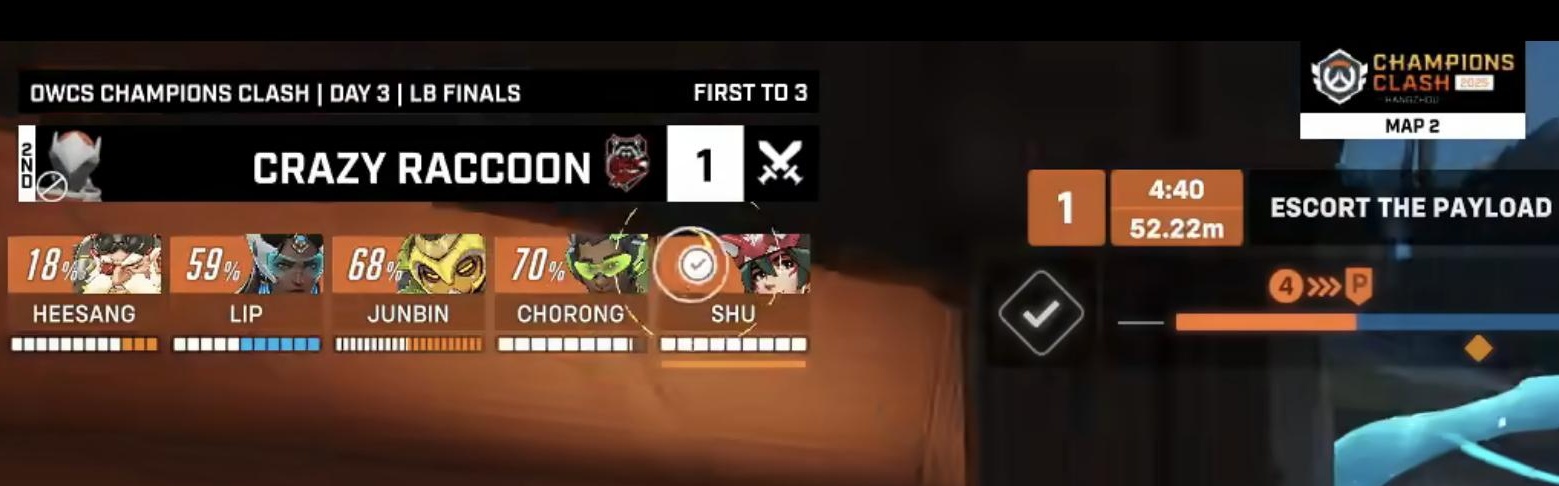 OWCS CHAMPIONS CLASH | DAY 3 | LB FINALS FIRST TO 3
CHAMPIONS
CLASH 2025
HANGZHOU
MAP 2
2ND
CRAZY RACCOON 1
1 4:40 ESCORT THE PAYLOAD
52.22m
18% 59% 68% 70%
4 P
HEESANG LIP JUNBIN CHORONG SHU